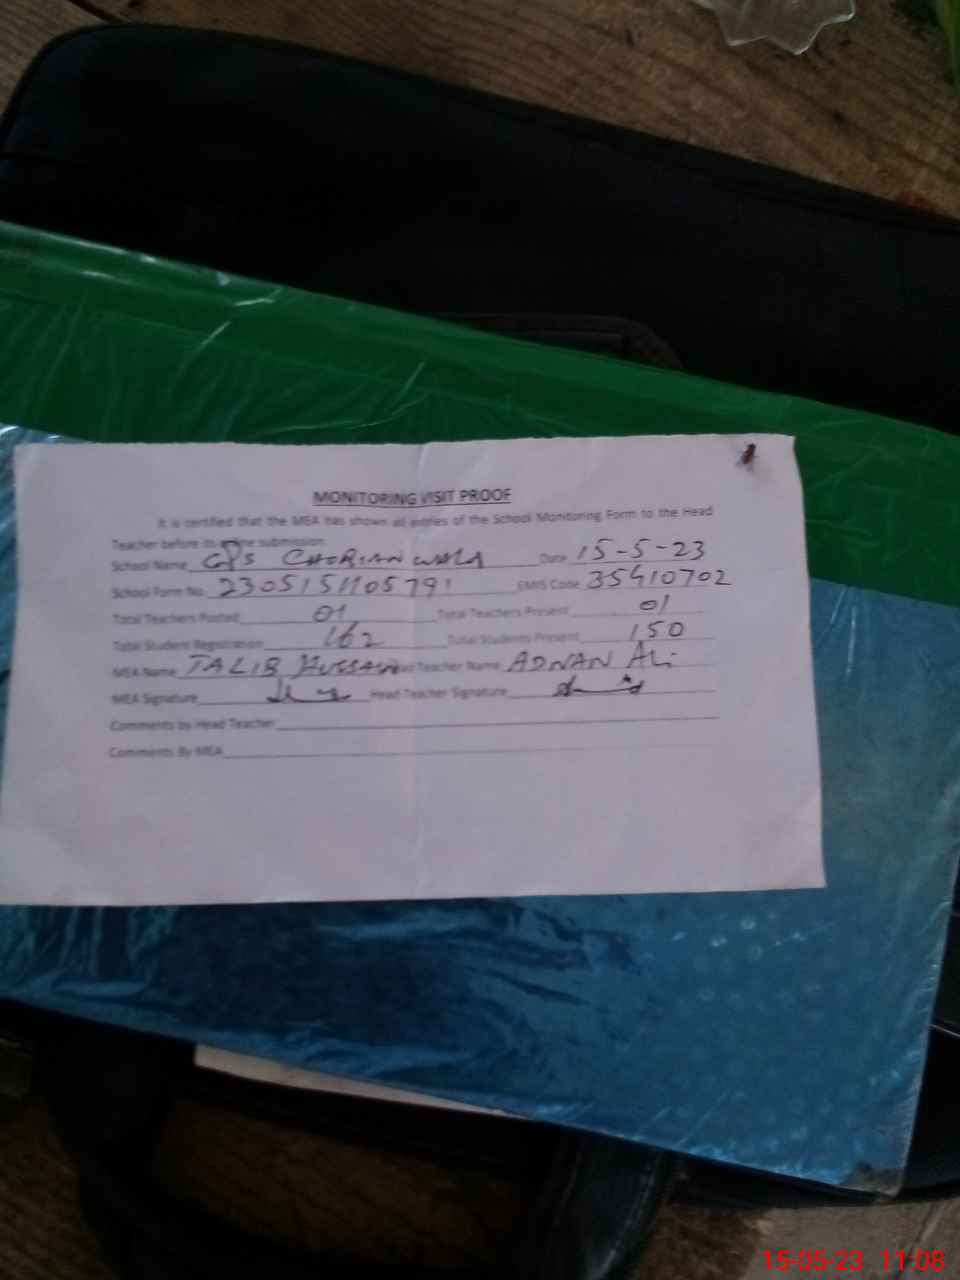 MONITORING VISIT PROOF
It is certified that the MEA has shown all entries of the School Monitoring Form to the Head
Teacher before its online submission.
School Name GPS CHORIAN WALA Date 15-5-23
School Form No. 2305151105791 EMIS Code 35410702
Total Teachers Posted 01 Total Teachers Present 01
Total Student Registration 162 Total Students Present 150
MEA Name TALIB HUSSAIN Head Teacher Name ADNAN Ali
MEA Signature Head Teacher Signature
Comments by Head Teacher
Comments By MEA
15-05-23 11:08